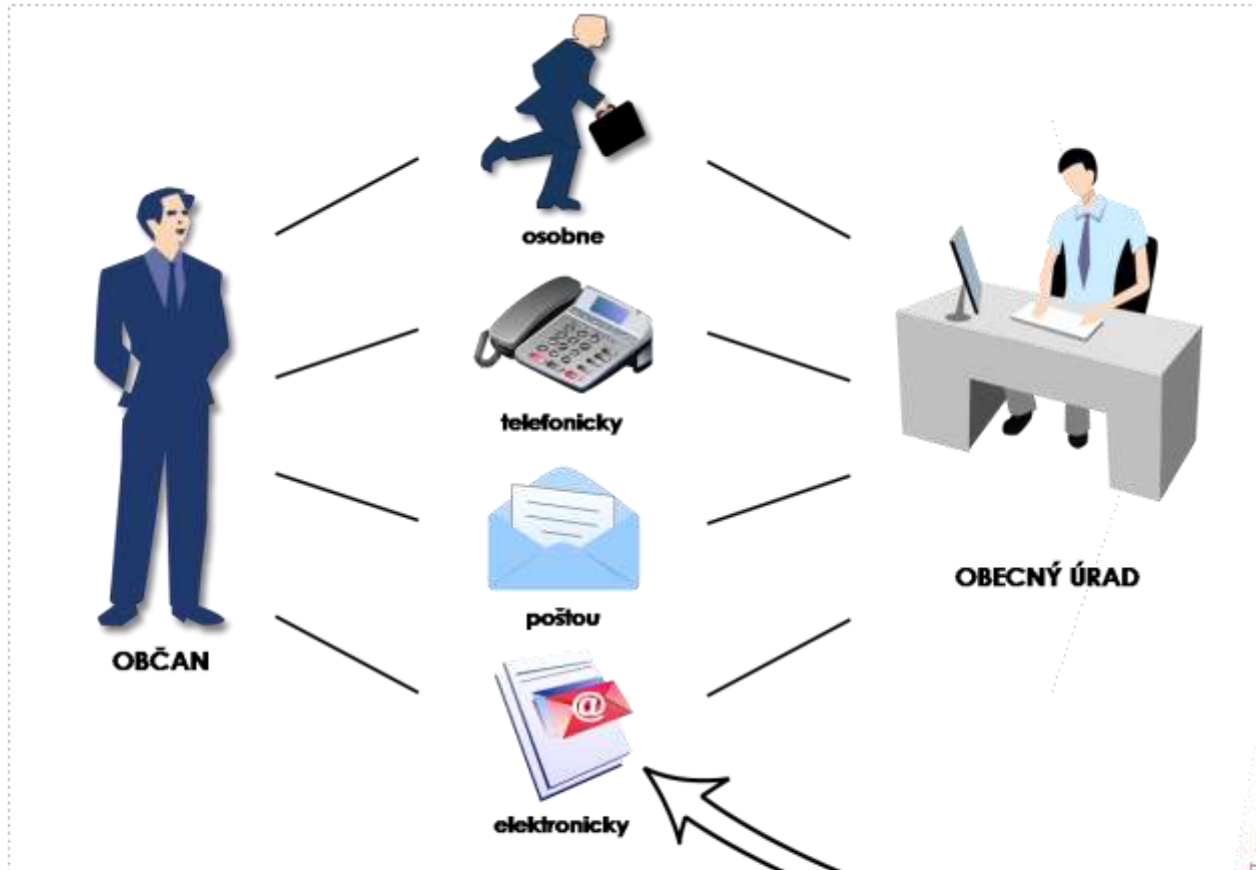 osobne
telefonicky
OBECNÝ ÚRAD
poštou
OBČAN
@
elektronicky